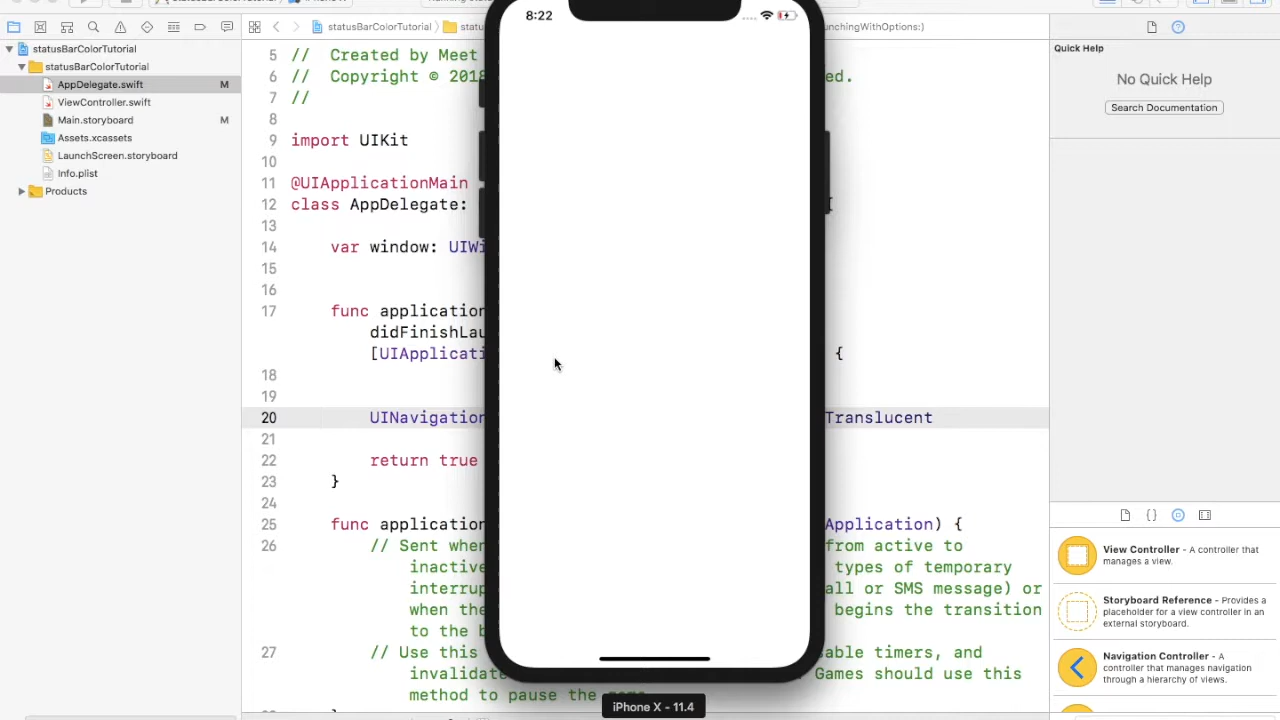 8:22
statusBarColorTutorial
statusBarColorTutorial
AppDelegate.swift M
ViewController.swift
Main.storyboard M
Assets.xcassets
LaunchScreen.storyboard
Info.plist
Products
statusBarColorTutorial
5 // Created by Meet
6 // Copyright © 2018 ed.
7 //
8
9 import UIKit
10
11 @UIApplicationMain
12 class AppDelegate: {
13
14 var window: UIWi
15
16
17 func application
didFinishLau
[UIApplicati {
18
19
20 UINavigation Translucent
21
22 return true
23 }
24
25 func application Application) {
26 // Sent when from active to
inactive types of temporary
interrup all or SMS message) or
when the begins the transition
to the b
27 // Use this able timers, and
invalidat Games should use this
method to pause the game.
iPhone X - 11.4
Quick Help
No Quick Help
Search Documentation
View Controller - A controller that
manages a view.
Storyboard Reference - Provides a
placeholder for a view controller in an
external storyboard.
Navigation Controller - A
controller that manages navigation
through a hierarchy of views.